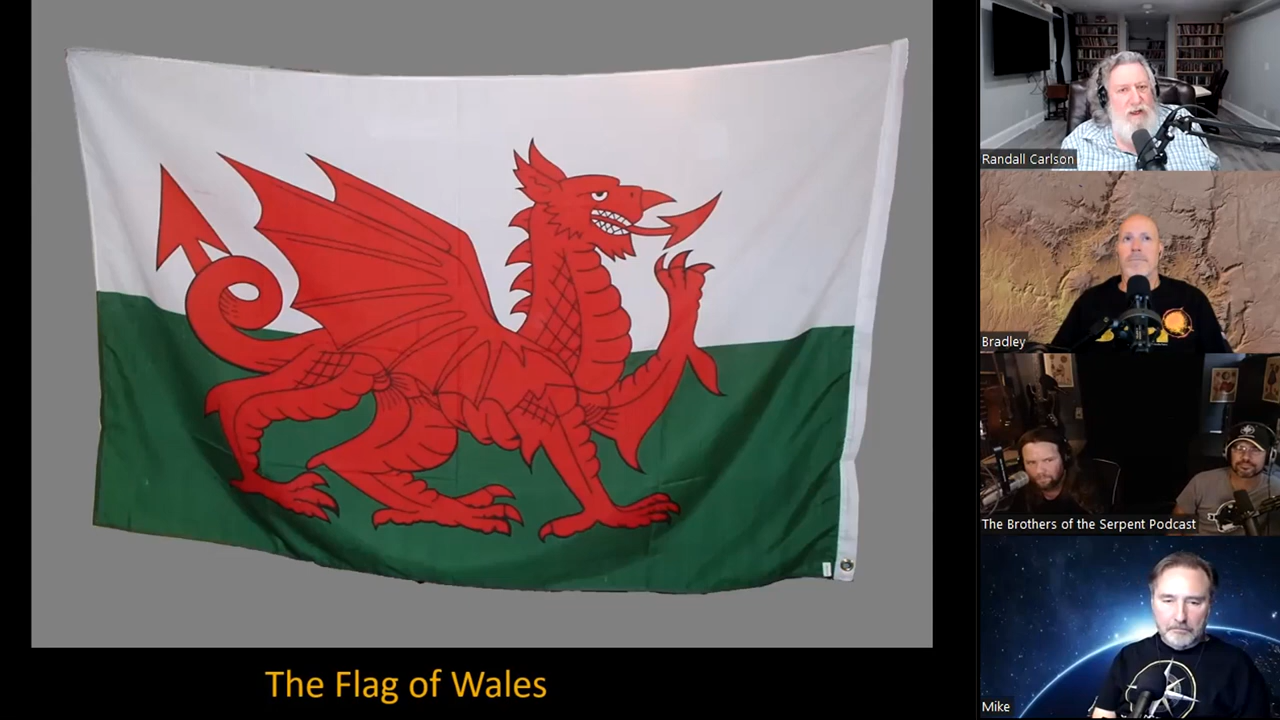 The Flag of Wales
Randall Carlson
Bradley
The Brothers of the Serpent Podcast
Mike